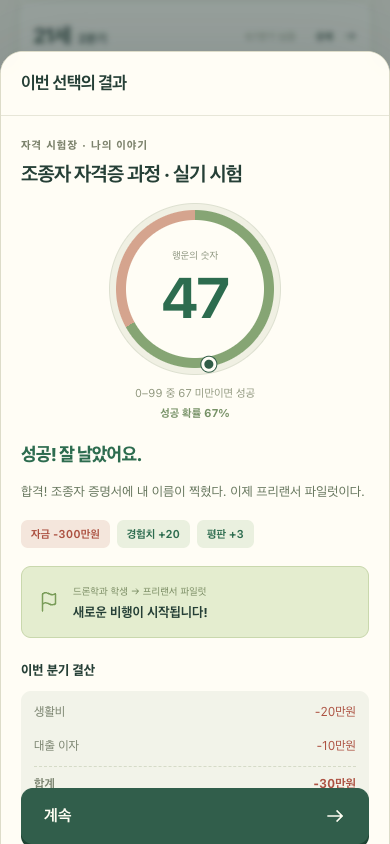 21세
이번 선택의 결과
자격 시험장 · 나의 이야기
조종자 자격증 과정 · 실기 시험
행운의 숫자
47
0–99 중 67 미만이면 성공
성공 확률 67%
성공! 잘 날았어요.
합격! 조종자 증명서에 내 이름이 찍혔다. 이제 프리랜서 파일럿이다.
자금 -300만원 경험치 +20 평판 +3
드론학과 학생 → 프리랜서 파일럿
새로운 비행이 시작됩니다!
이번 분기 결산
생활비 -20만원
대출 이자 -10만원
합계 -30만원
계속 →